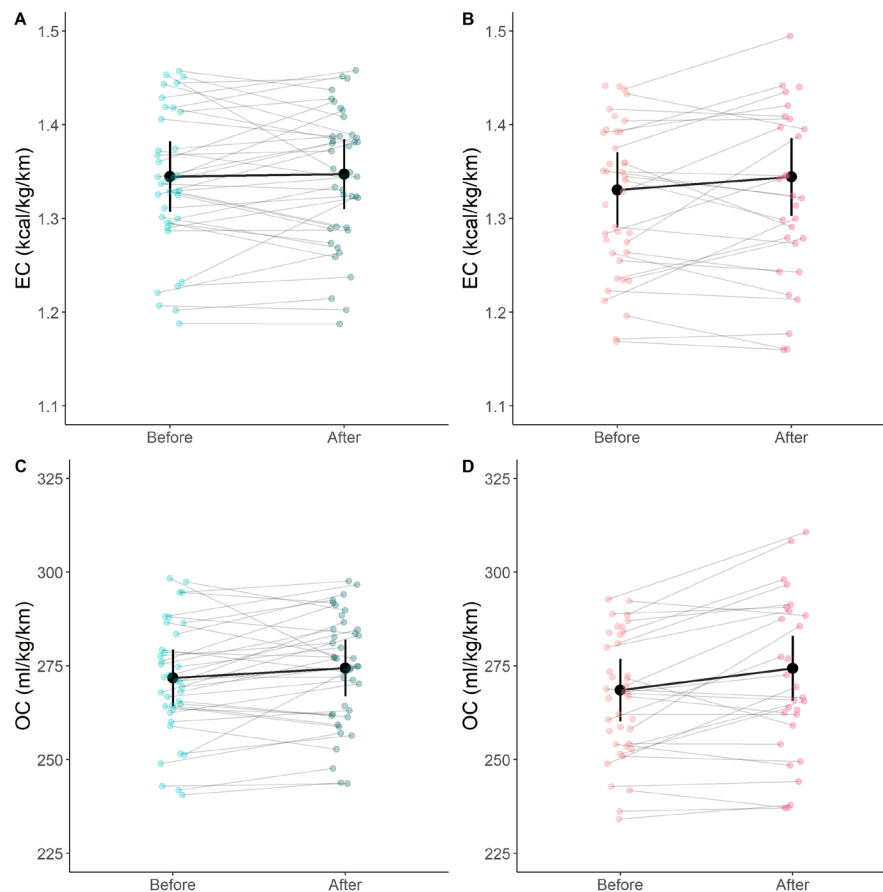 A
EC (kcal/kg/km)
1.5
1.4
1.3
1.2
1.1
Before
After
B
EC (kcal/kg/km)
1.5
1.4
1.3
1.2
1.1
Before
After
C
OC (ml/kg/km)
325
300
275
250
225
Before
After
D
OC (ml/kg/km)
325
300
275
250
225
Before
After